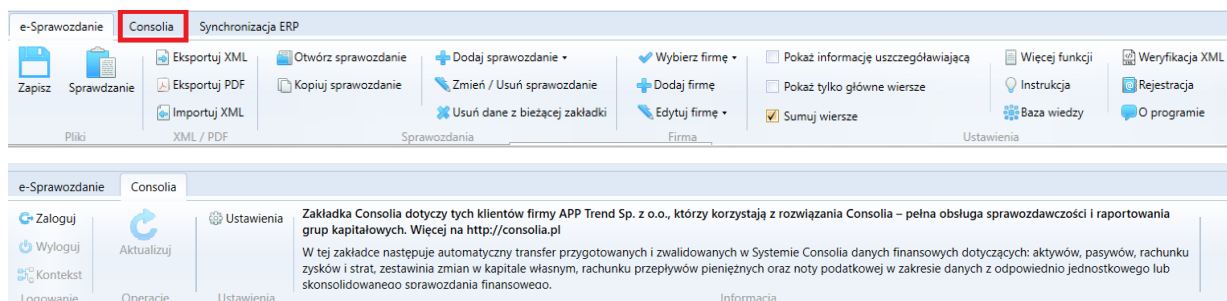 e-Sprawozdanie Consolia Synchronizacja ERP
Zapisz Sprawdzanie
Eksportuj XML
Eksportuj PDF
Importuj XML
Otwórz sprawozdanie
Kopiuj sprawozdanie
Dodaj sprawozdanie
Zmień / Usuń sprawozdanie
Usuń dane z bieżącej zakładki
Wybierz firmę
Dodaj firmę
Edytuj firmę
Pokaż informację uszczegóławiającą
Pokaż tylko główne wiersze
Sumuj wiersze
Więcej funkcji
Instrukcja
Baza wiedzy
Weryfikacja XML
Rejestracja
O programie
Pliki XML / PDF Sprawozdania Firma Ustawienia
e-Sprawozdanie Consolia
Zaloguj
Wyloguj
Kontekst
Aktualizuj
Ustawienia
Zakładka Consolia dotyczy tych klientów firmy APP Trend Sp. z o.o., którzy korzystają z rozwiązania Consolia – pełna obsługa sprawozdawczości i raportowania
grup kapitałowych. Więcej na http://consolia.pl
W tej zakładce następuje automatyczny transfer przygotowanych i zwalidowanych w Systemie Consolia danych finansowych dotyczących: aktywów, pasywów, rachunku
zysków i strat, zestawinia zmian w kapitale własnym, rachunku przepływów pieniężnych oraz noty podatkowej w zakresie danych z odpowiednio jednostkowego lub
skonsolidowanego sprawozdania finansowego.
Logowanie Operacje Ustawienia Informacja